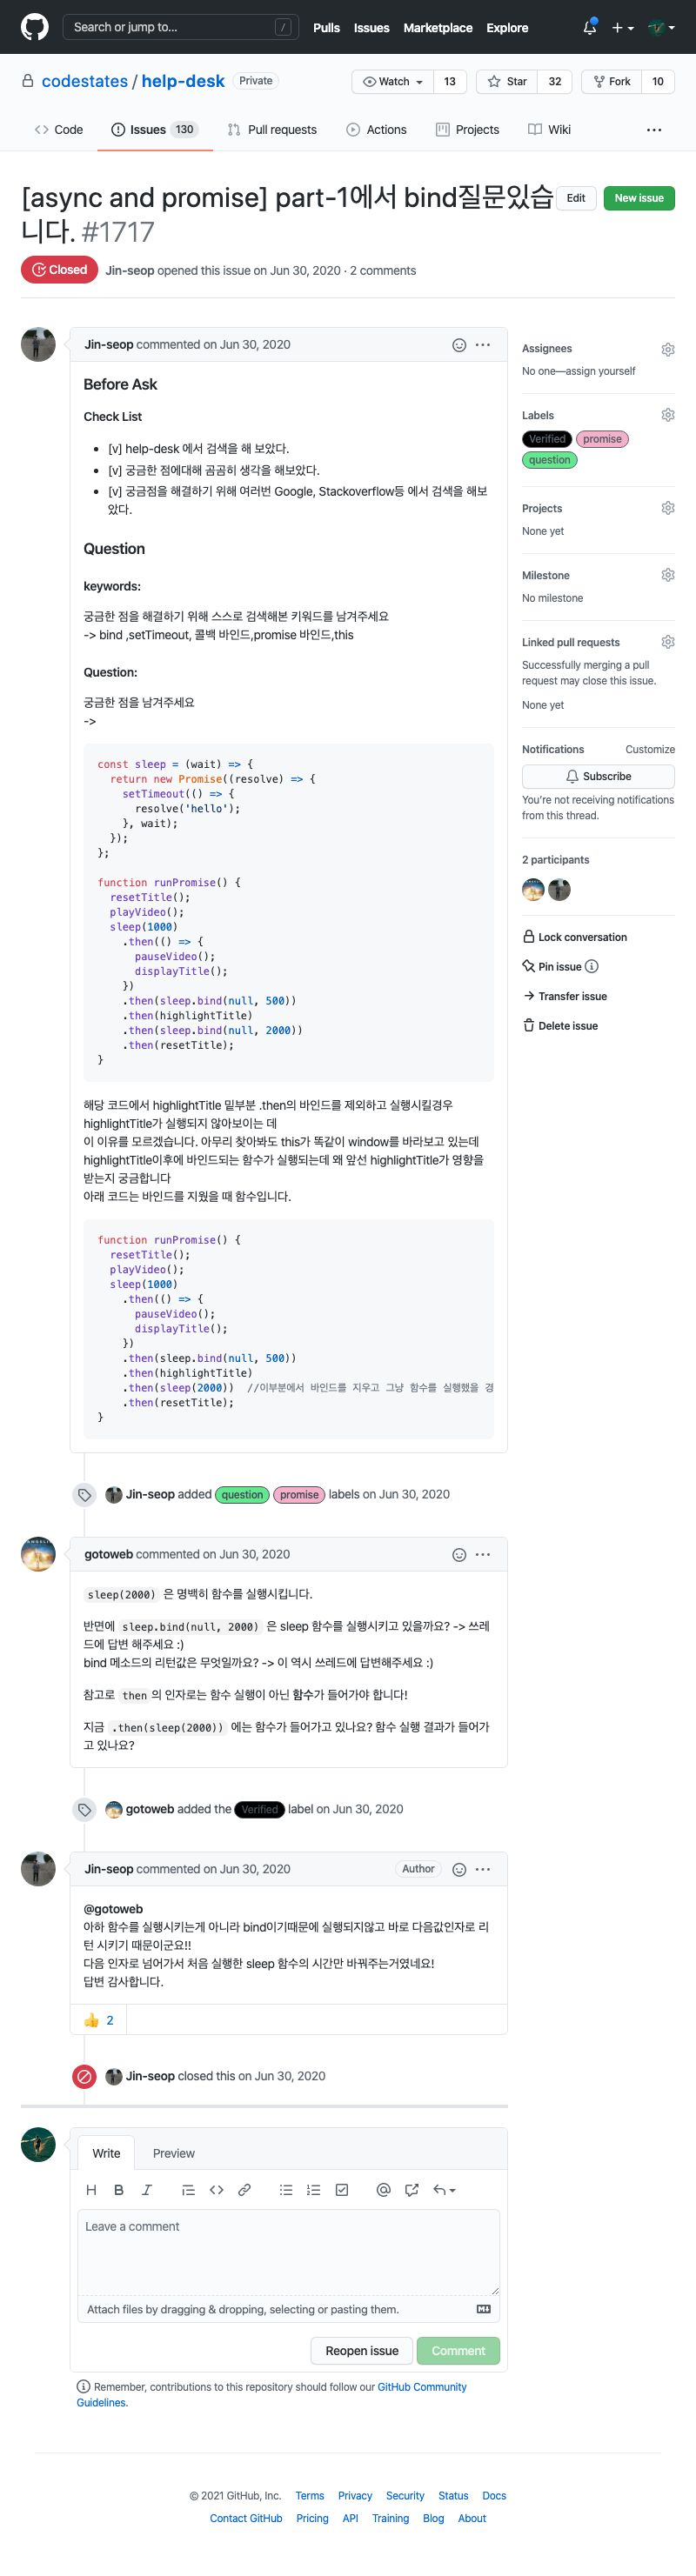 Search or jump to...
/
Pulls Issues Marketplace Explore
codestates / help-desk Private
Watch 13 Star 32 Fork 10
Code Issues 130 Pull requests Actions Projects Wiki
[async and promise] part-1에서 bind질문있습
니다. #1717
Edit New issue
Closed Jin-seop opened this issue on Jun 30, 2020 · 2 comments
Jin-seop commented on Jun 30, 2020
Before Ask
Check List
• [v] help-desk 에서 검색을 해 보았다.
• [v] 궁금한 점에대해 곰곰히 생각을 해보았다.
• [v] 궁금점을 해결하기 위해 여러번 Google, Stackoverflow등 에서 검색을 해보
았다.
Question
keywords:
궁금한 점을 해결하기 위해 스스로 검색해본 키워드를 남겨주세요
-> bind ,setTimeout, 콜백 바인드,promise 바인드,this
Question:
궁금한 점을 남겨주세요
->
const sleep = (wait) => {
return new Promise((resolve) => {
setTimeout(() => {
resolve('hello');
}, wait);
});
};
function runPromise() {
resetTitle();
playVideo();
sleep(1000)
.then(() => {
pauseVideo();
displayTitle();
})
.then(sleep.bind(null, 500))
.then(highlightTitle)
.then(sleep.bind(null, 2000))
.then(resetTitle);
}
해당 코드에서 highlightTitle 밑부분 .then의 바인드를 제외하고 실행시킬경우
highlightTitle가 실행되지 않아보이는 데
이 이유를 모르겠습니다. 아무리 찾아봐도 this가 똑같이 window를 바라보고 있는데
highlightTitle이후에 바인드되는 함수가 실행되는데 왜 앞선 highlightTitle가 영향을
받는지 궁금합니다
아래 코드는 바인드를 지웠을 때 함수입니다.
function runPromise() {
resetTitle();
playVideo();
sleep(1000)
.then(() => {
pauseVideo();
displayTitle();
})
.then(sleep.bind(null, 500))
.then(highlightTitle)
.then(sleep(2000)) //이부분에서 바인드를 지우고 그냥 함수를 실행했을 경
.then(resetTitle);
}
Jin-seop added question promise labels on Jun 30, 2020
gotoweb commented on Jun 30, 2020
sleep(2000) 은 명백히 함수를 실행시킵니다.
반면에 sleep.bind(null, 2000) 은 sleep 함수를 실행시키고 있을까요? -> 쓰레
드에 답변 해주세요 :)
bind 메소드의 리턴값은 무엇일까요? -> 이 역시 쓰레드에 답변해주세요 :)
참고로 then 의 인자로는 함수 실행이 아닌 함수가 들어가야 합니다!
지금 .then(sleep(2000)) 에는 함수가 들어가고 있나요? 함수 실행 결과가 들어가
고 있나요?
gotoweb added the Verified label on Jun 30, 2020
Jin-seop commented on Jun 30, 2020 Author
@gotoweb
아하 함수를 실행시키는게 아니라 bind이기때문에 실행되지않고 바로 다음값인자로 리
턴 시키기 때문이군요!!
다음 인자로 넘어가서 처음 실행한 sleep 함수의 시간만 바꿔주는거였네요!
답변 감사합니다.
👍 2
Jin-seop closed this on Jun 30, 2020
Write Preview
Leave a comment
Attach files by dragging & dropping, selecting or pasting them.
Reopen issue Comment
Remember, contributions to this repository should follow our GitHub Community
Guidelines.
Assignees
No one—assign yourself
Labels
Verified promise
question
Projects
None yet
Milestone
No milestone
Linked pull requests
Successfully merging a pull
request may close this issue.
None yet
Notifications Customize
Subscribe
You’re not receiving notifications
from this thread.
2 participants
Lock conversation
Pin issue
Transfer issue
Delete issue
© 2021 GitHub, Inc. Terms Privacy Security Status Docs
Contact GitHub Pricing API Training Blog About